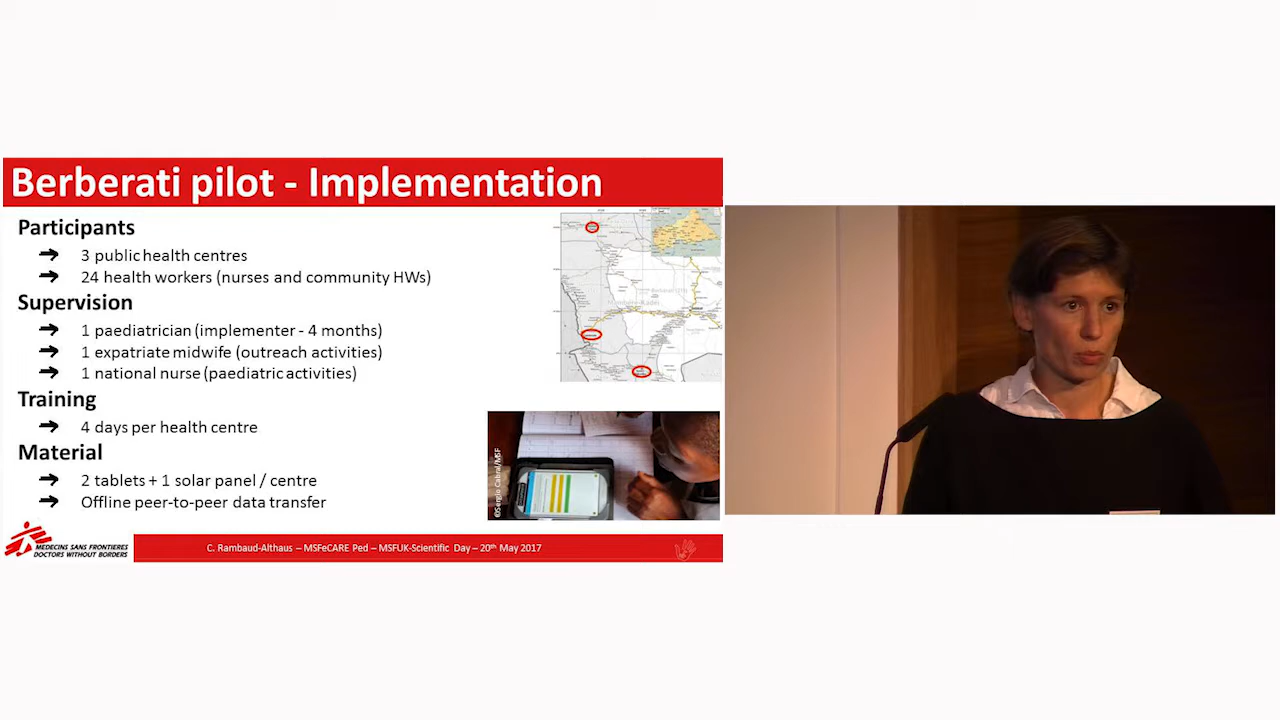 Berberati pilot - Implementation
Participants
→ 3 public health centres
→ 24 health workers (nurses and community HWs)
Supervision
→ 1 paediatrician (implementer - 4 months)
→ 1 expatriate midwife (outreach activities)
→ 1 national nurse (paediatric activities)
Training
→ 4 days per health centre
Material
→ 2 tablets + 1 solar panel / centre
→ Offline peer-to-peer data transfer
©Sergio Cabral/MSF
MEDECINS SANS FRONTIERES
DOCTORS WITHOUT BORDERS
C. Rambaud-Althaus – MSFeCARE Ped – MSFUK-Scientific Day – 20th May 2017